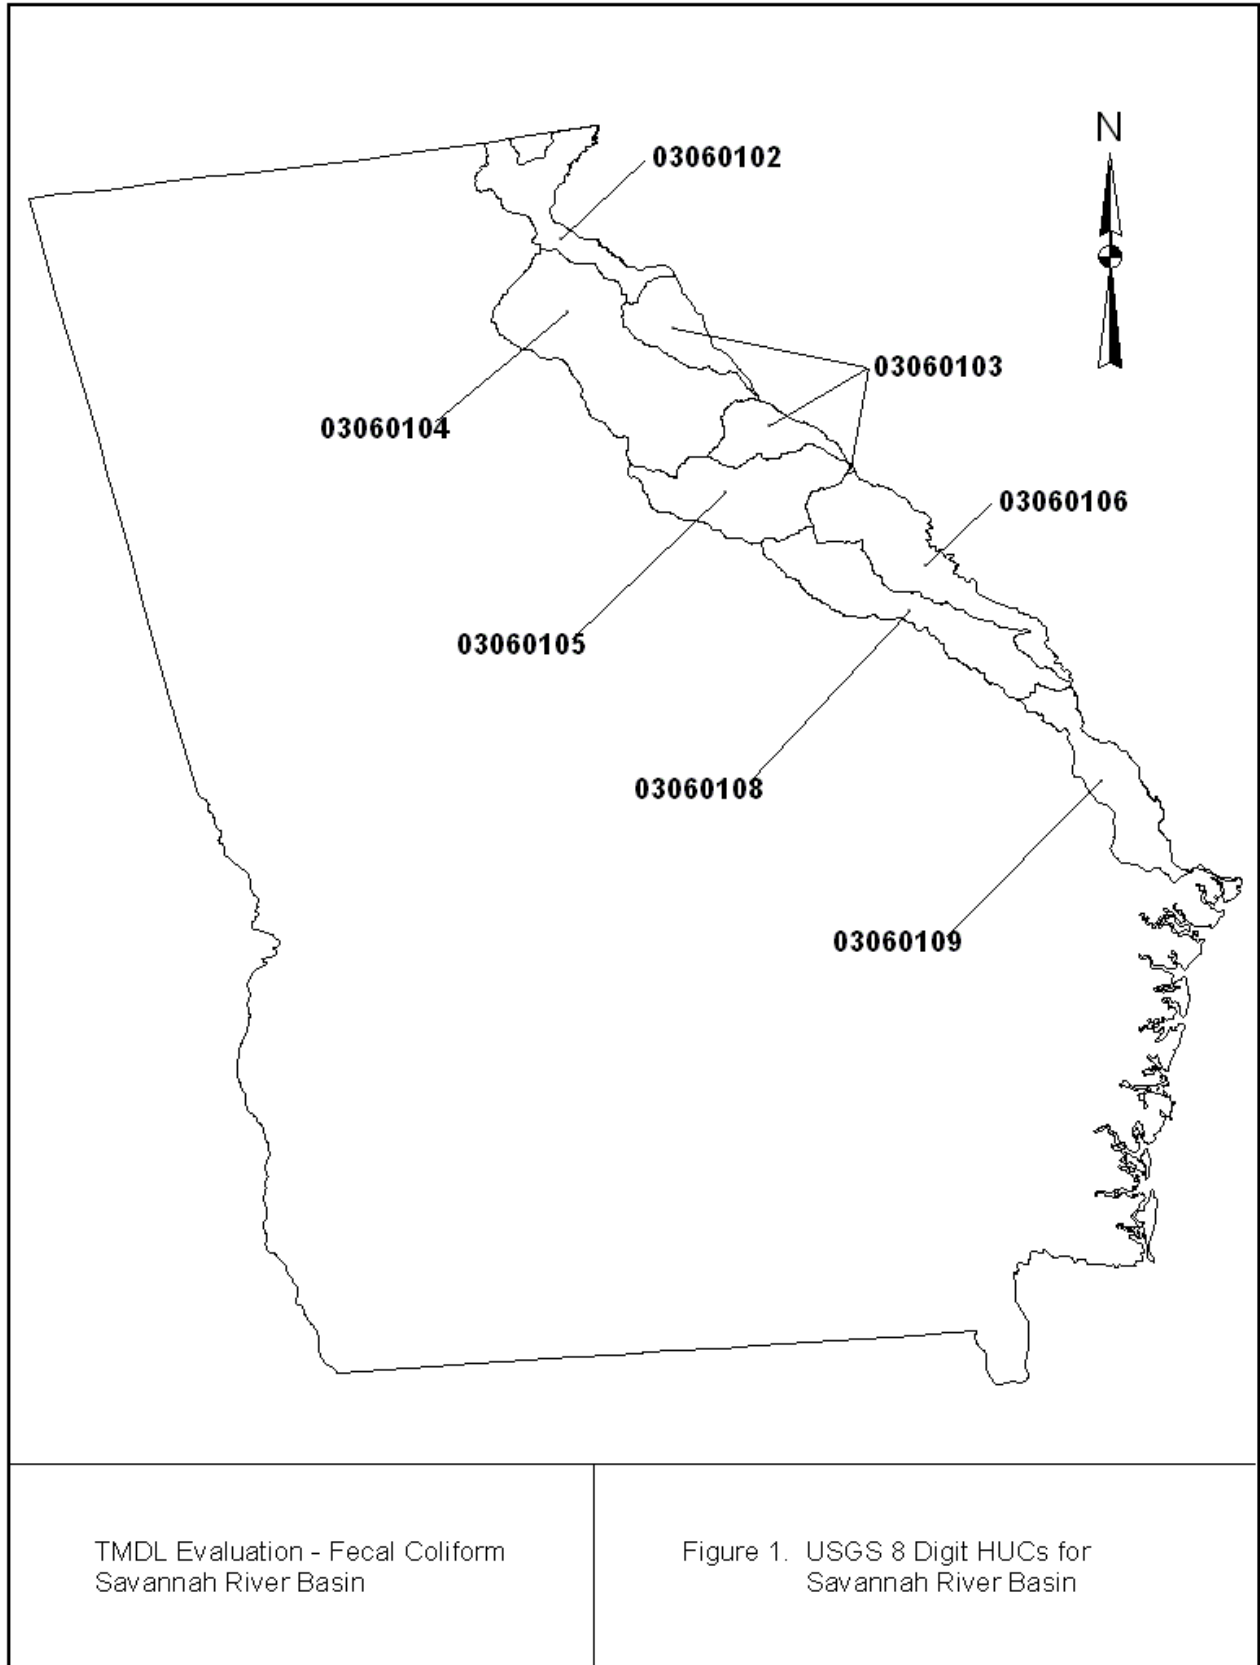 N
03060102
03060103
03060104
03060106
03060105
03060108
03060109
TMDL Evaluation - Fecal Coliform
Savannah River Basin
Figure 1. USGS 8 Digit HUCs for
Savannah River Basin